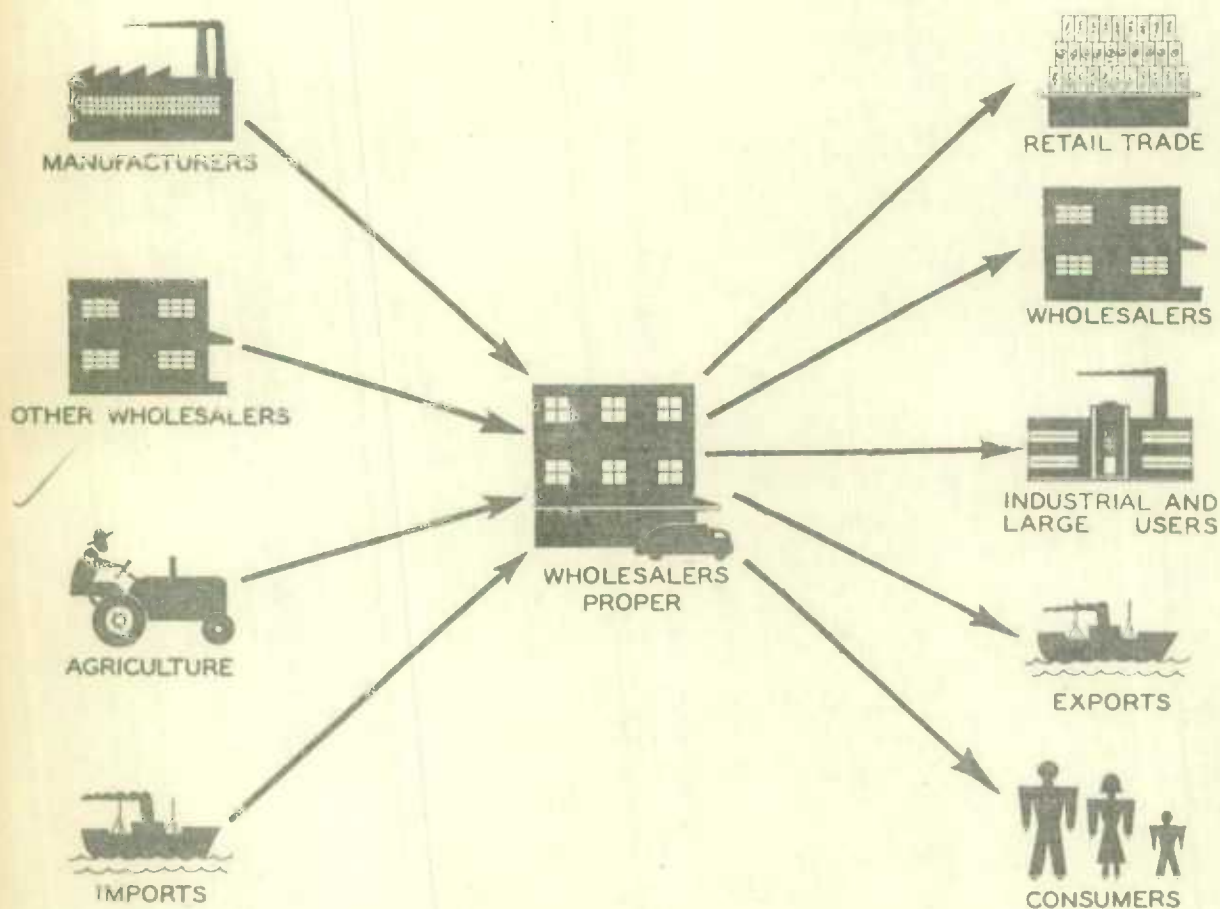 MANUFACTURERS
OTHER WHOLESALERS
AGRICULTURE
IMPORTS
WHOLESALERS
PROPER
RETAIL TRADE
WHOLESALERS
INDUSTRIAL AND
LARGE USERS
EXPORTS
CONSUMERS